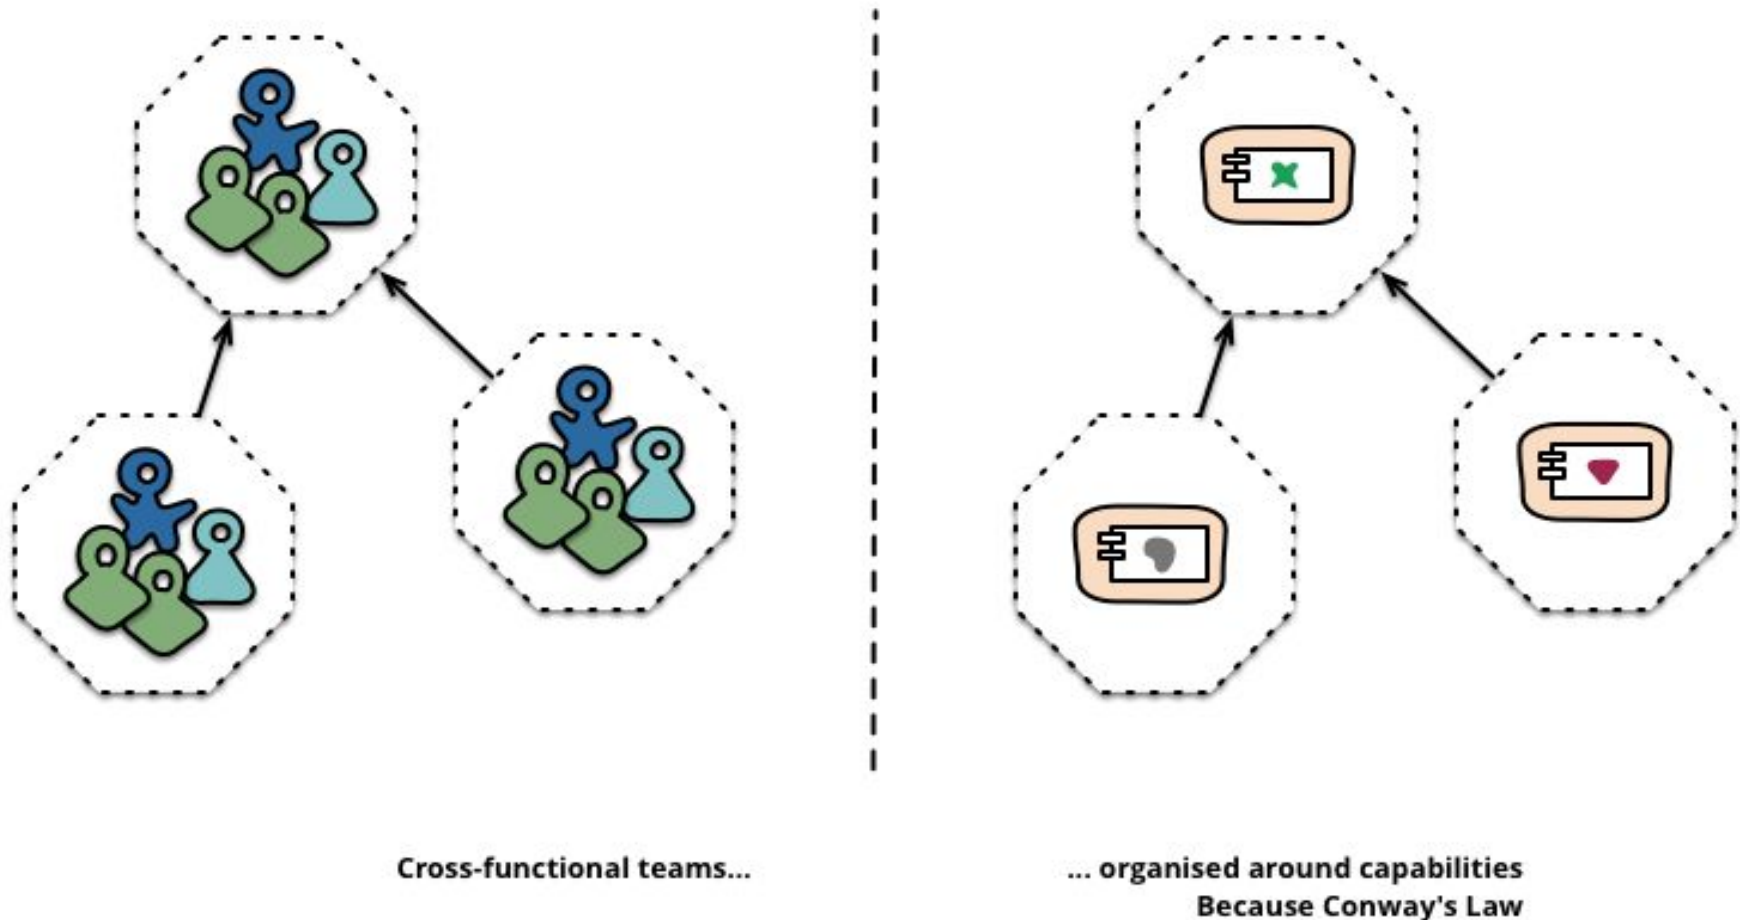 Cross-functional teams...
... organised around capabilities
Because Conway's Law